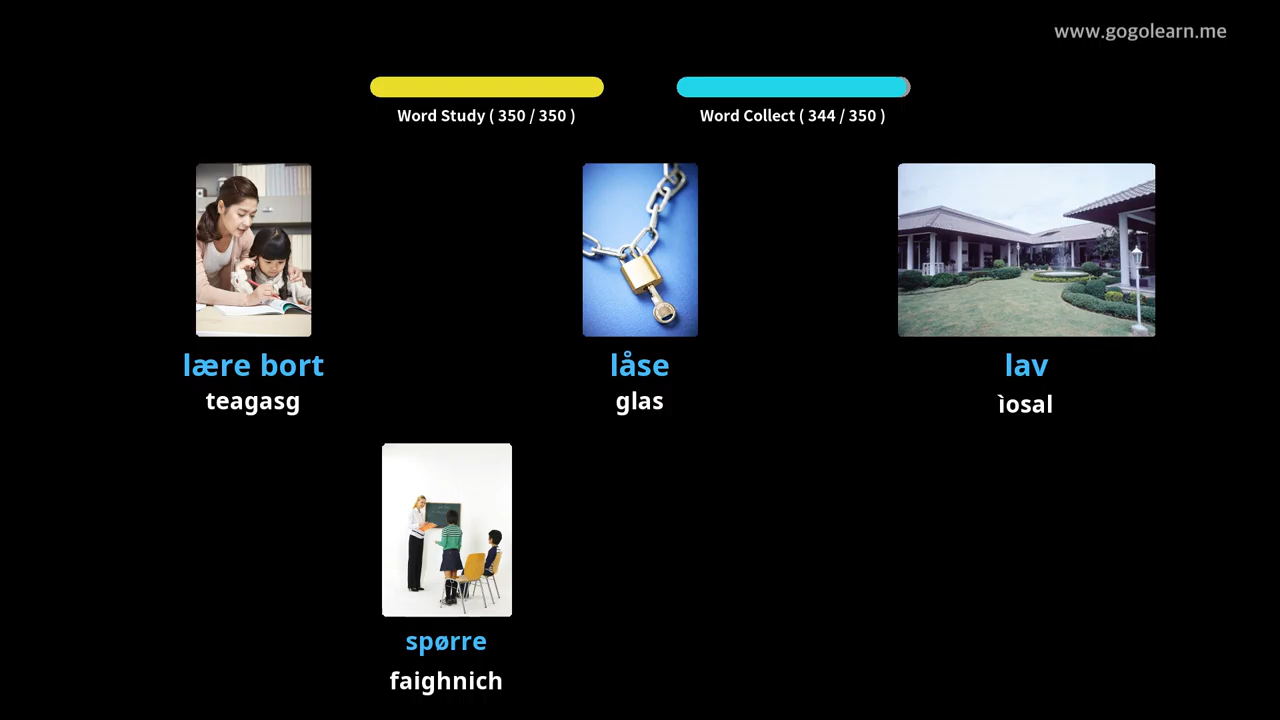 www.gogolearn.me
Word Study ( 350 / 350 )
Word Collect ( 344 / 350 )
lære bort
teagasg
låse
glas
lav
ìosal
spørre
faighnich